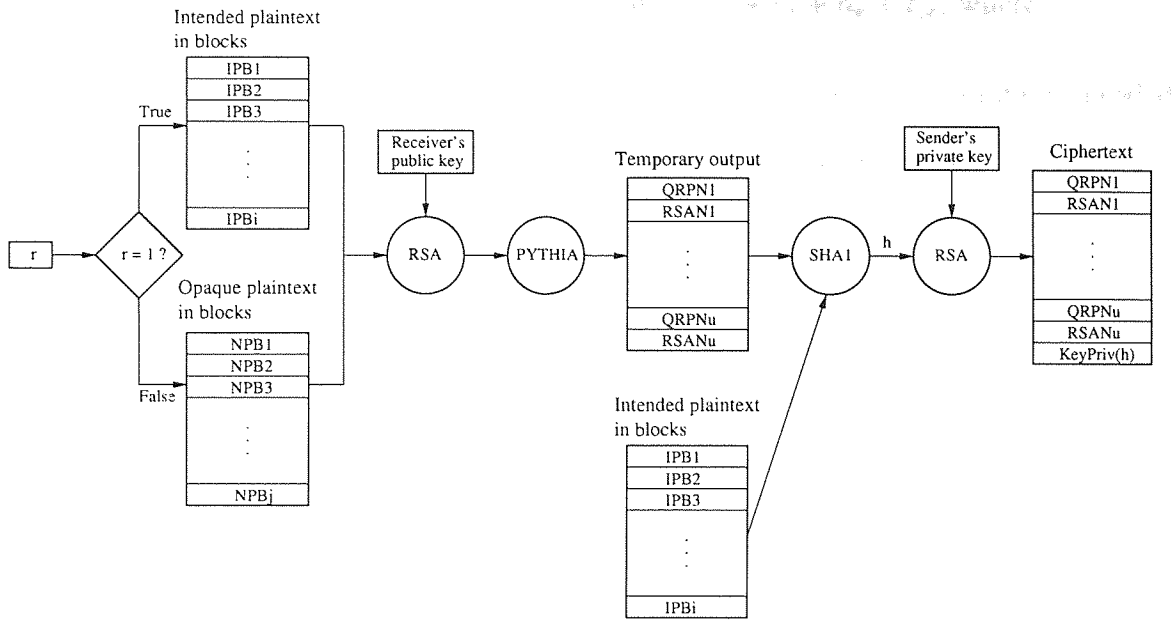 Intended plaintext
in blocks
IPB1
IPB2
IPB3
IPBi
True
r
r = 1 ?
False
Opaque plaintext
in blocks
NPB1
NPB2
NPB3
NPBj
Receiver's
public key
RSA
PYTHIA
Temporary output
QRPN1
RSAN1
QRPNu
RSANu
Intended plaintext
in blocks
IPB1
IPB2
IPB3
IPBi
SHA1
h
Sender's
private key
RSA
Ciphertext
QRPN1
RSAN1
QRPNu
RSANu
KeyPriv(h)